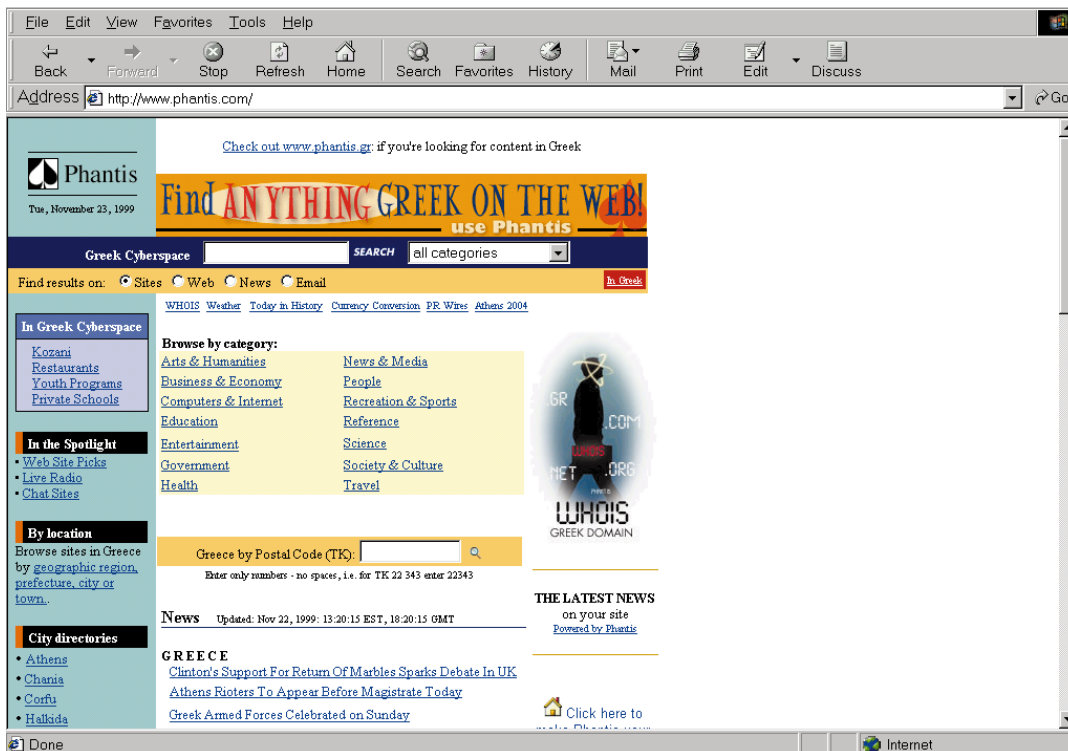 File Edit View Favorites Tools Help
Back Forward Stop Refresh Home Search Favorites History Mail Print Edit Discuss
Address http://www.phantis.com/ Go
Check out www.phantis.gr: if you're looking for content in Greek
Phantis
Tue, November 23, 1999
Find ANYTHING GREEK ON THE WEB!
use Phantis
Greek Cyberspace SEARCH all categories
Find results on: Sites Web News Email In Greek
WHOIS Weather Today in History Currency Conversion PR Wires Athens 2004
In Greek Cyberspace
Kozani
Restaurants
Youth Programs
Private Schools
In the Spotlight
• Web Site Picks
• Live Radio
• Chat Sites
By location
Browse sites in Greece
by geographic region,
prefecture, city or
town..
City directories
• Athens
• Chania
• Corfu
• Halkida
Browse by category:
Arts & Humanities News & Media
Business & Economy People
Computers & Internet Recreation & Sports
Education Reference
Entertainment Science
Government Society & Culture
Health Travel
Greece by Postal Code (TK):
Enter only numbers - no spaces, i.e. for TK 22 343 enter 22343
News Updated: Nov 22, 1999: 13:20:15 EST, 18:20:15 GMT
GREECE
Clinton's Support For Return Of Marbles Sparks Debate In UK
Athens Rioters To Appear Before Magistrate Today
Greek Armed Forces Celebrated on Sunday
.GR
.COM
WHOIS
NET .ORG
PHANTIS
WHOIS
GREEK DOMAIN
THE LATEST NEWS
on your site
Powered by Phantis
Click here to
make Phantis your
Done Internet